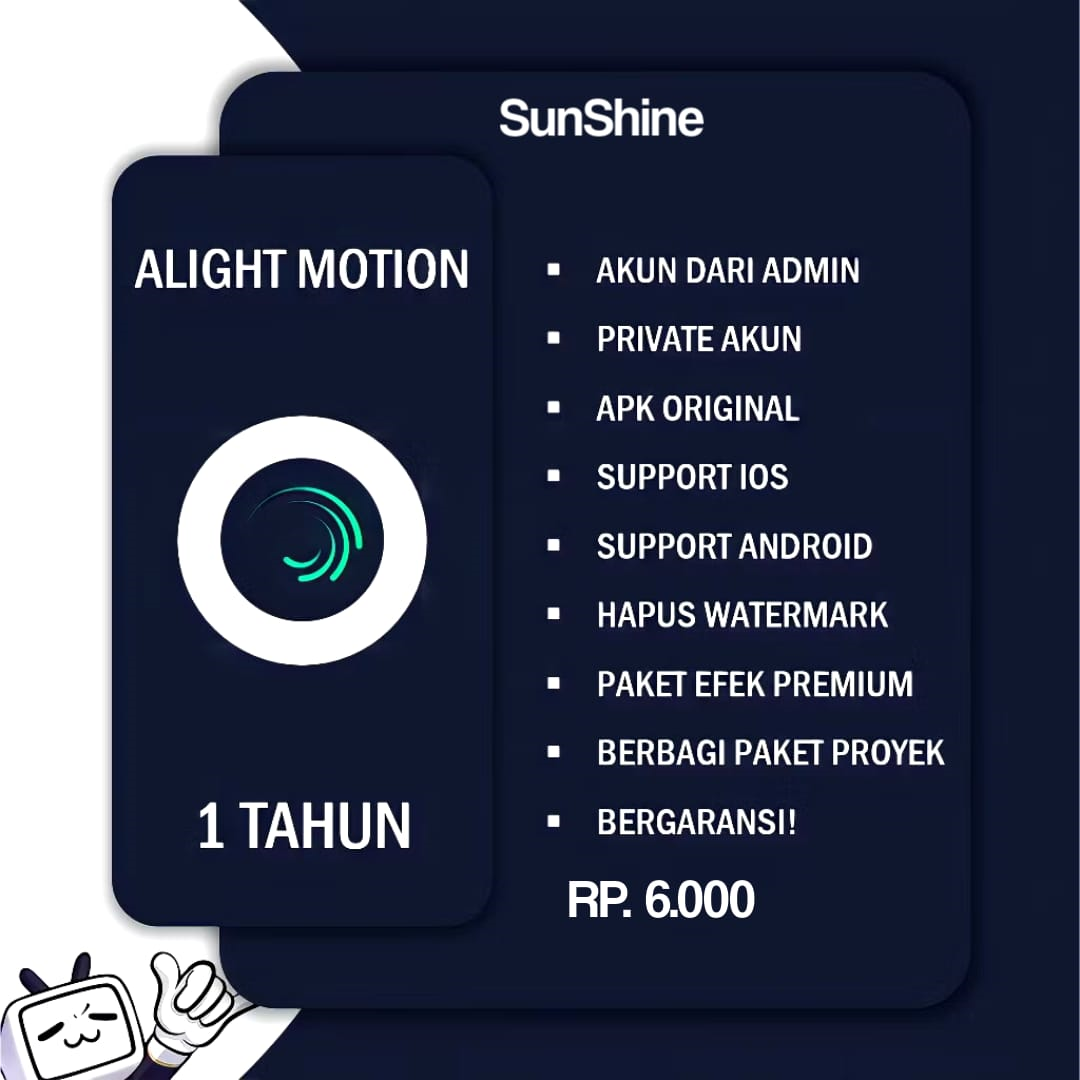 SunShine
ALIGHT MOTION
1 TAHUN
AKUN DARI ADMIN
PRIVATE AKUN
APK ORIGINAL
SUPPORT IOS
SUPPORT ANDROID
HAPUS WATERMARK
PAKET EFEK PREMIUM
BERBAGI PAKET PROYEK
BERGARANSI!
RP. 6.000